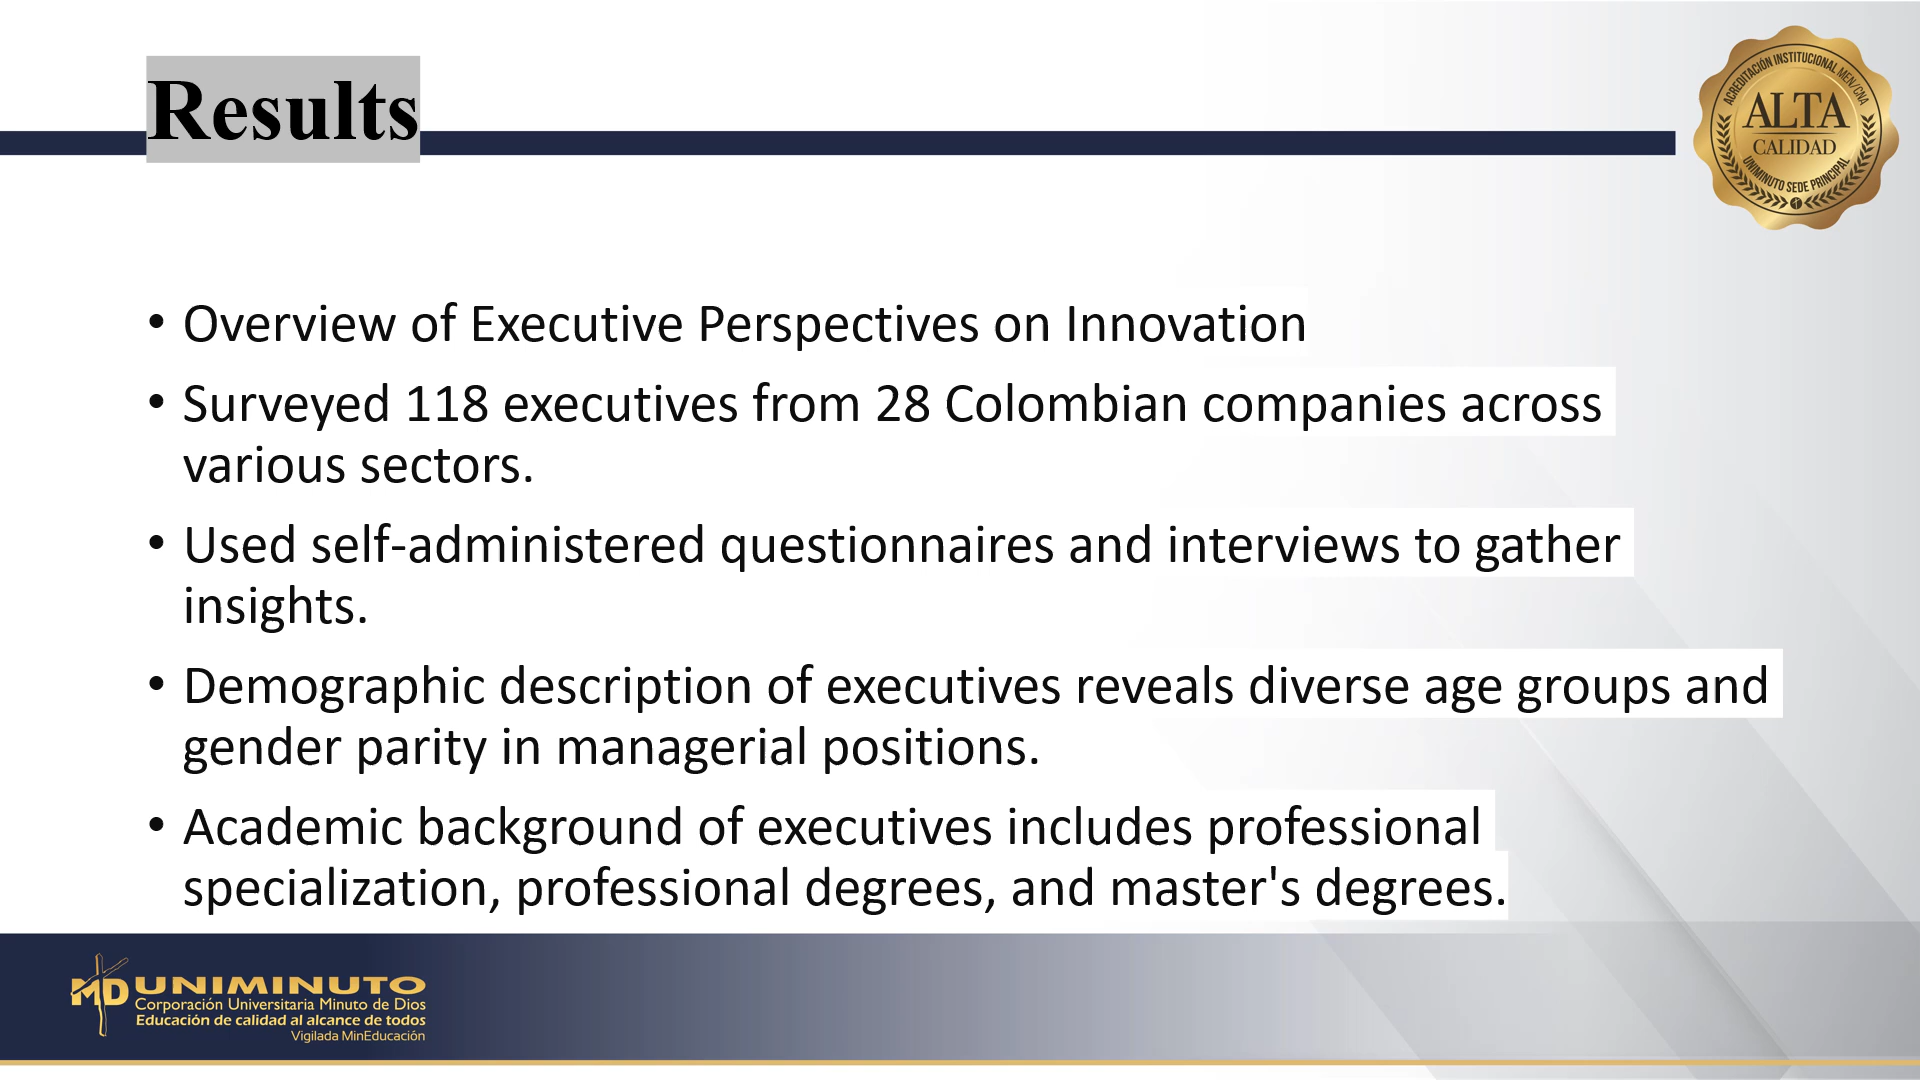 Results
ACREDITACIÓN INSTITUCIONAL MEN/CNA
ALTA
CALIDAD
UNIMINUTO SEDE PRINCIPAL
• Overview of Executive Perspectives on Innovation
• Surveyed 118 executives from 28 Colombian companies across
various sectors.
• Used self-administered questionnaires and interviews to gather
insights.
• Demographic description of executives reveals diverse age groups and
gender parity in managerial positions.
• Academic background of executives includes professional
specialization, professional degrees, and master's degrees.
MD UNIMINUTO
Corporación Universitaria Minuto de Dios
Educación de calidad al alcance de todos
Vigilada MinEducación